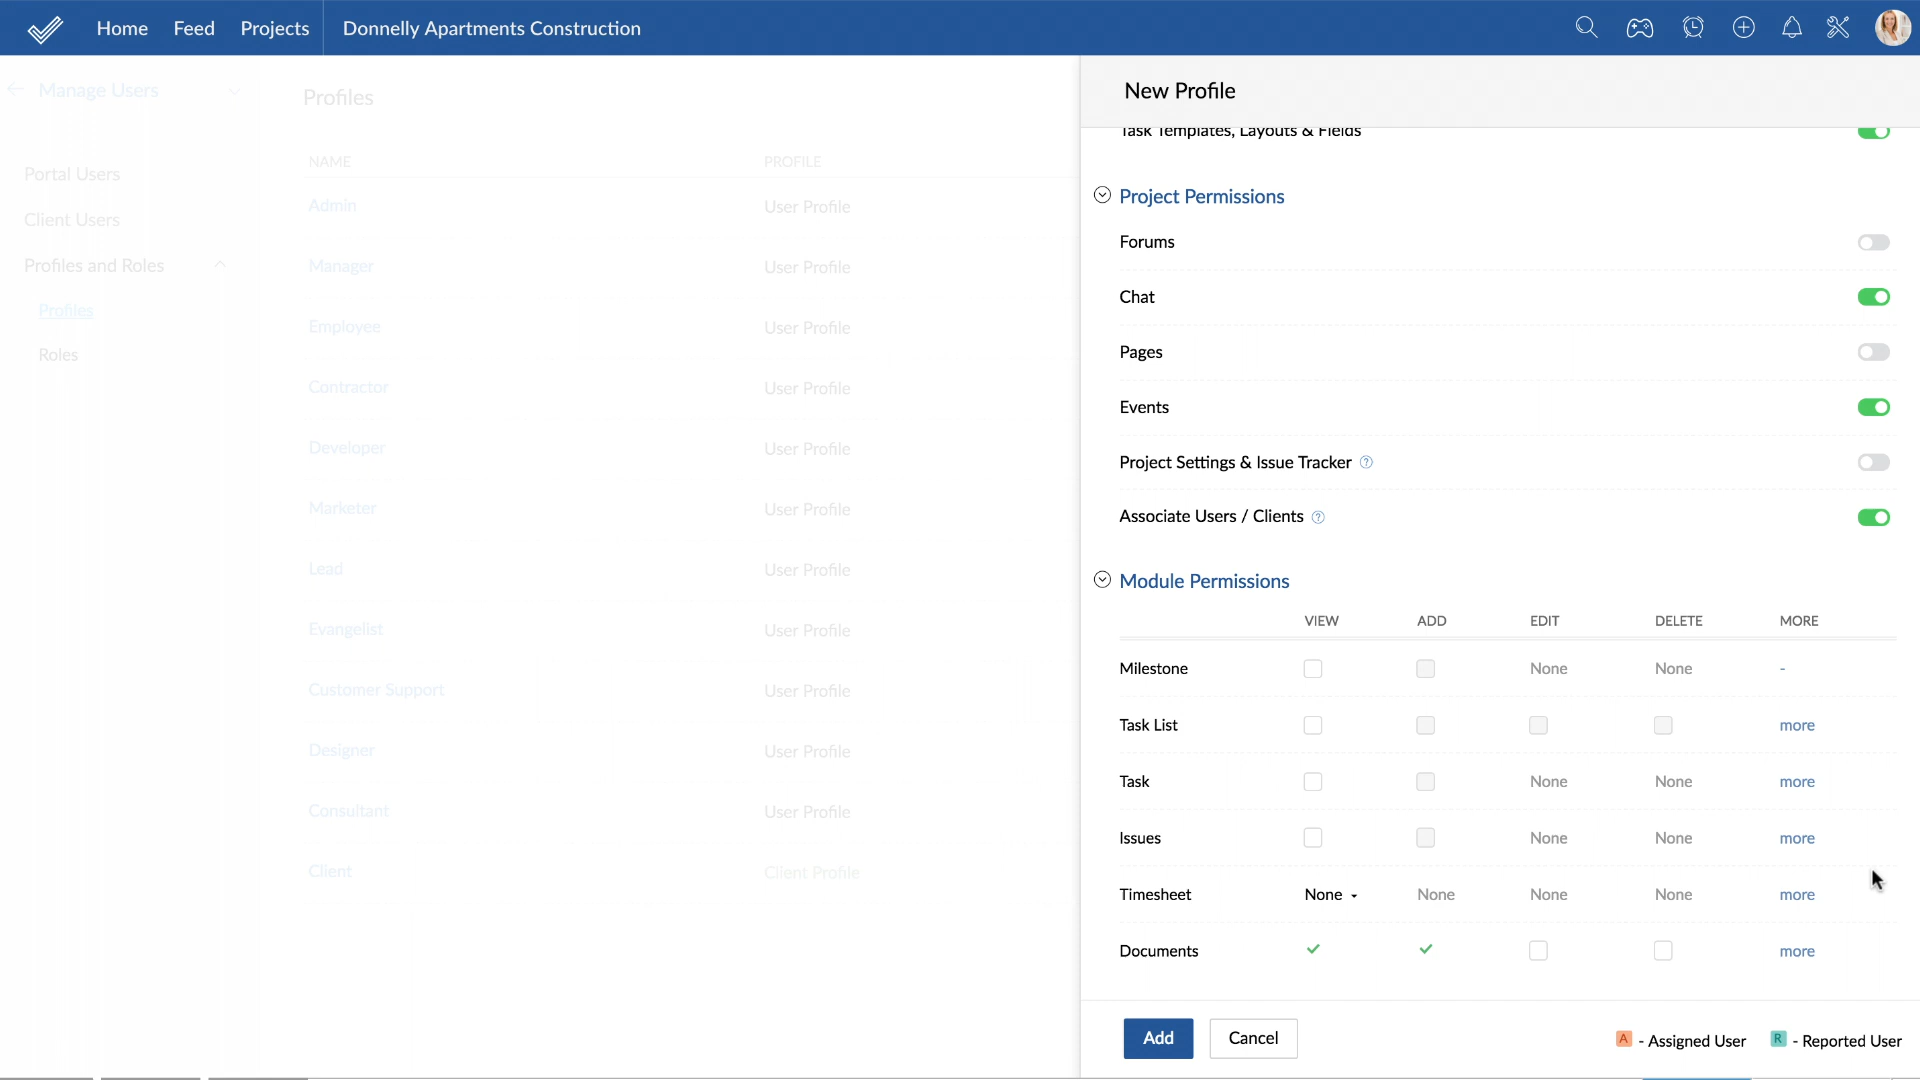 Home Feed Projects Donnelly Apartments Construction
Manage Users
Portal Users
Client Users
Profiles and Roles
Profiles
Roles
Profiles
NAME PROFILE
Admin User Profile
Manager User Profile
Employee User Profile
Contractor User Profile
Developer User Profile
Marketer User Profile
Lead User Profile
Evangelist User Profile
Customer Support User Profile
Designer User Profile
Consultant User Profile
Client Client Profile
New Profile
Task Templates, Layouts & Fields
Project Permissions
Forums
Chat
Pages
Events
Project Settings & Issue Tracker ?
Associate Users / Clients ?
Module Permissions
VIEW ADD EDIT DELETE MORE
Milestone None None -
Task List more
Task None None more
Issues None None more
Timesheet None None None None more
Documents more
Add Cancel A - Assigned User R - Reported User